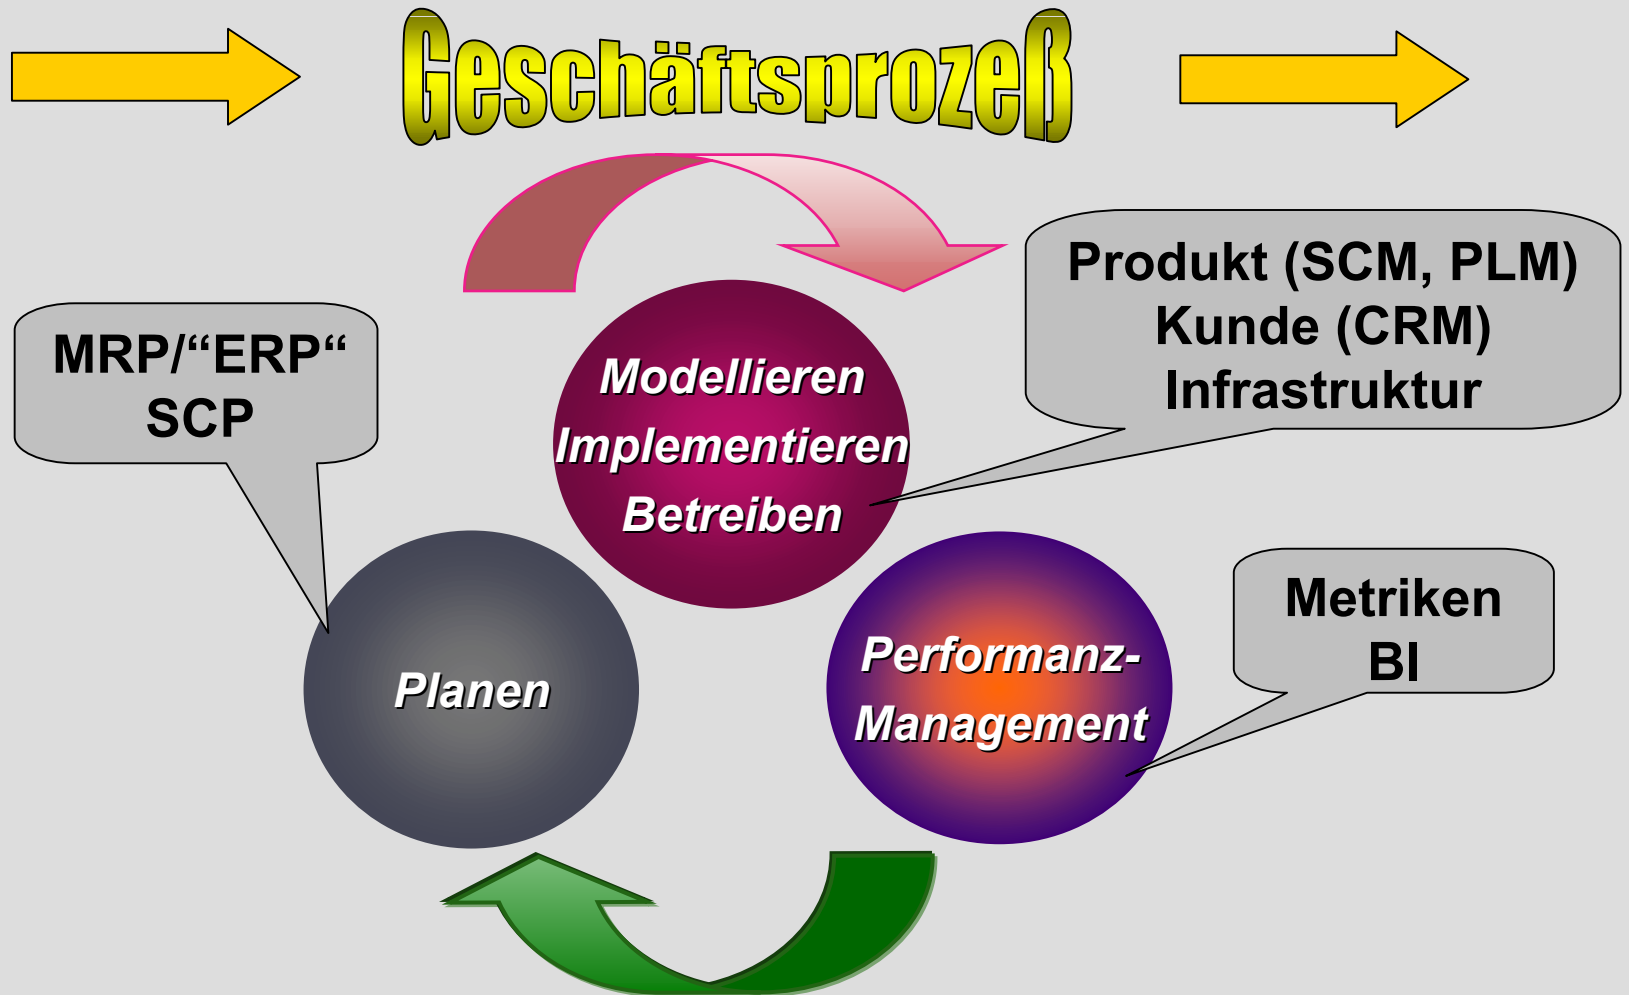 Geschäftsprozeß
Produkt (SCM, PLM)
Kunde (CRM)
Infrastruktur
MRP/“ERP“
SCP
Modellieren
Implementieren
Betreiben
Metriken
BI
Planen
Performanz-
Management